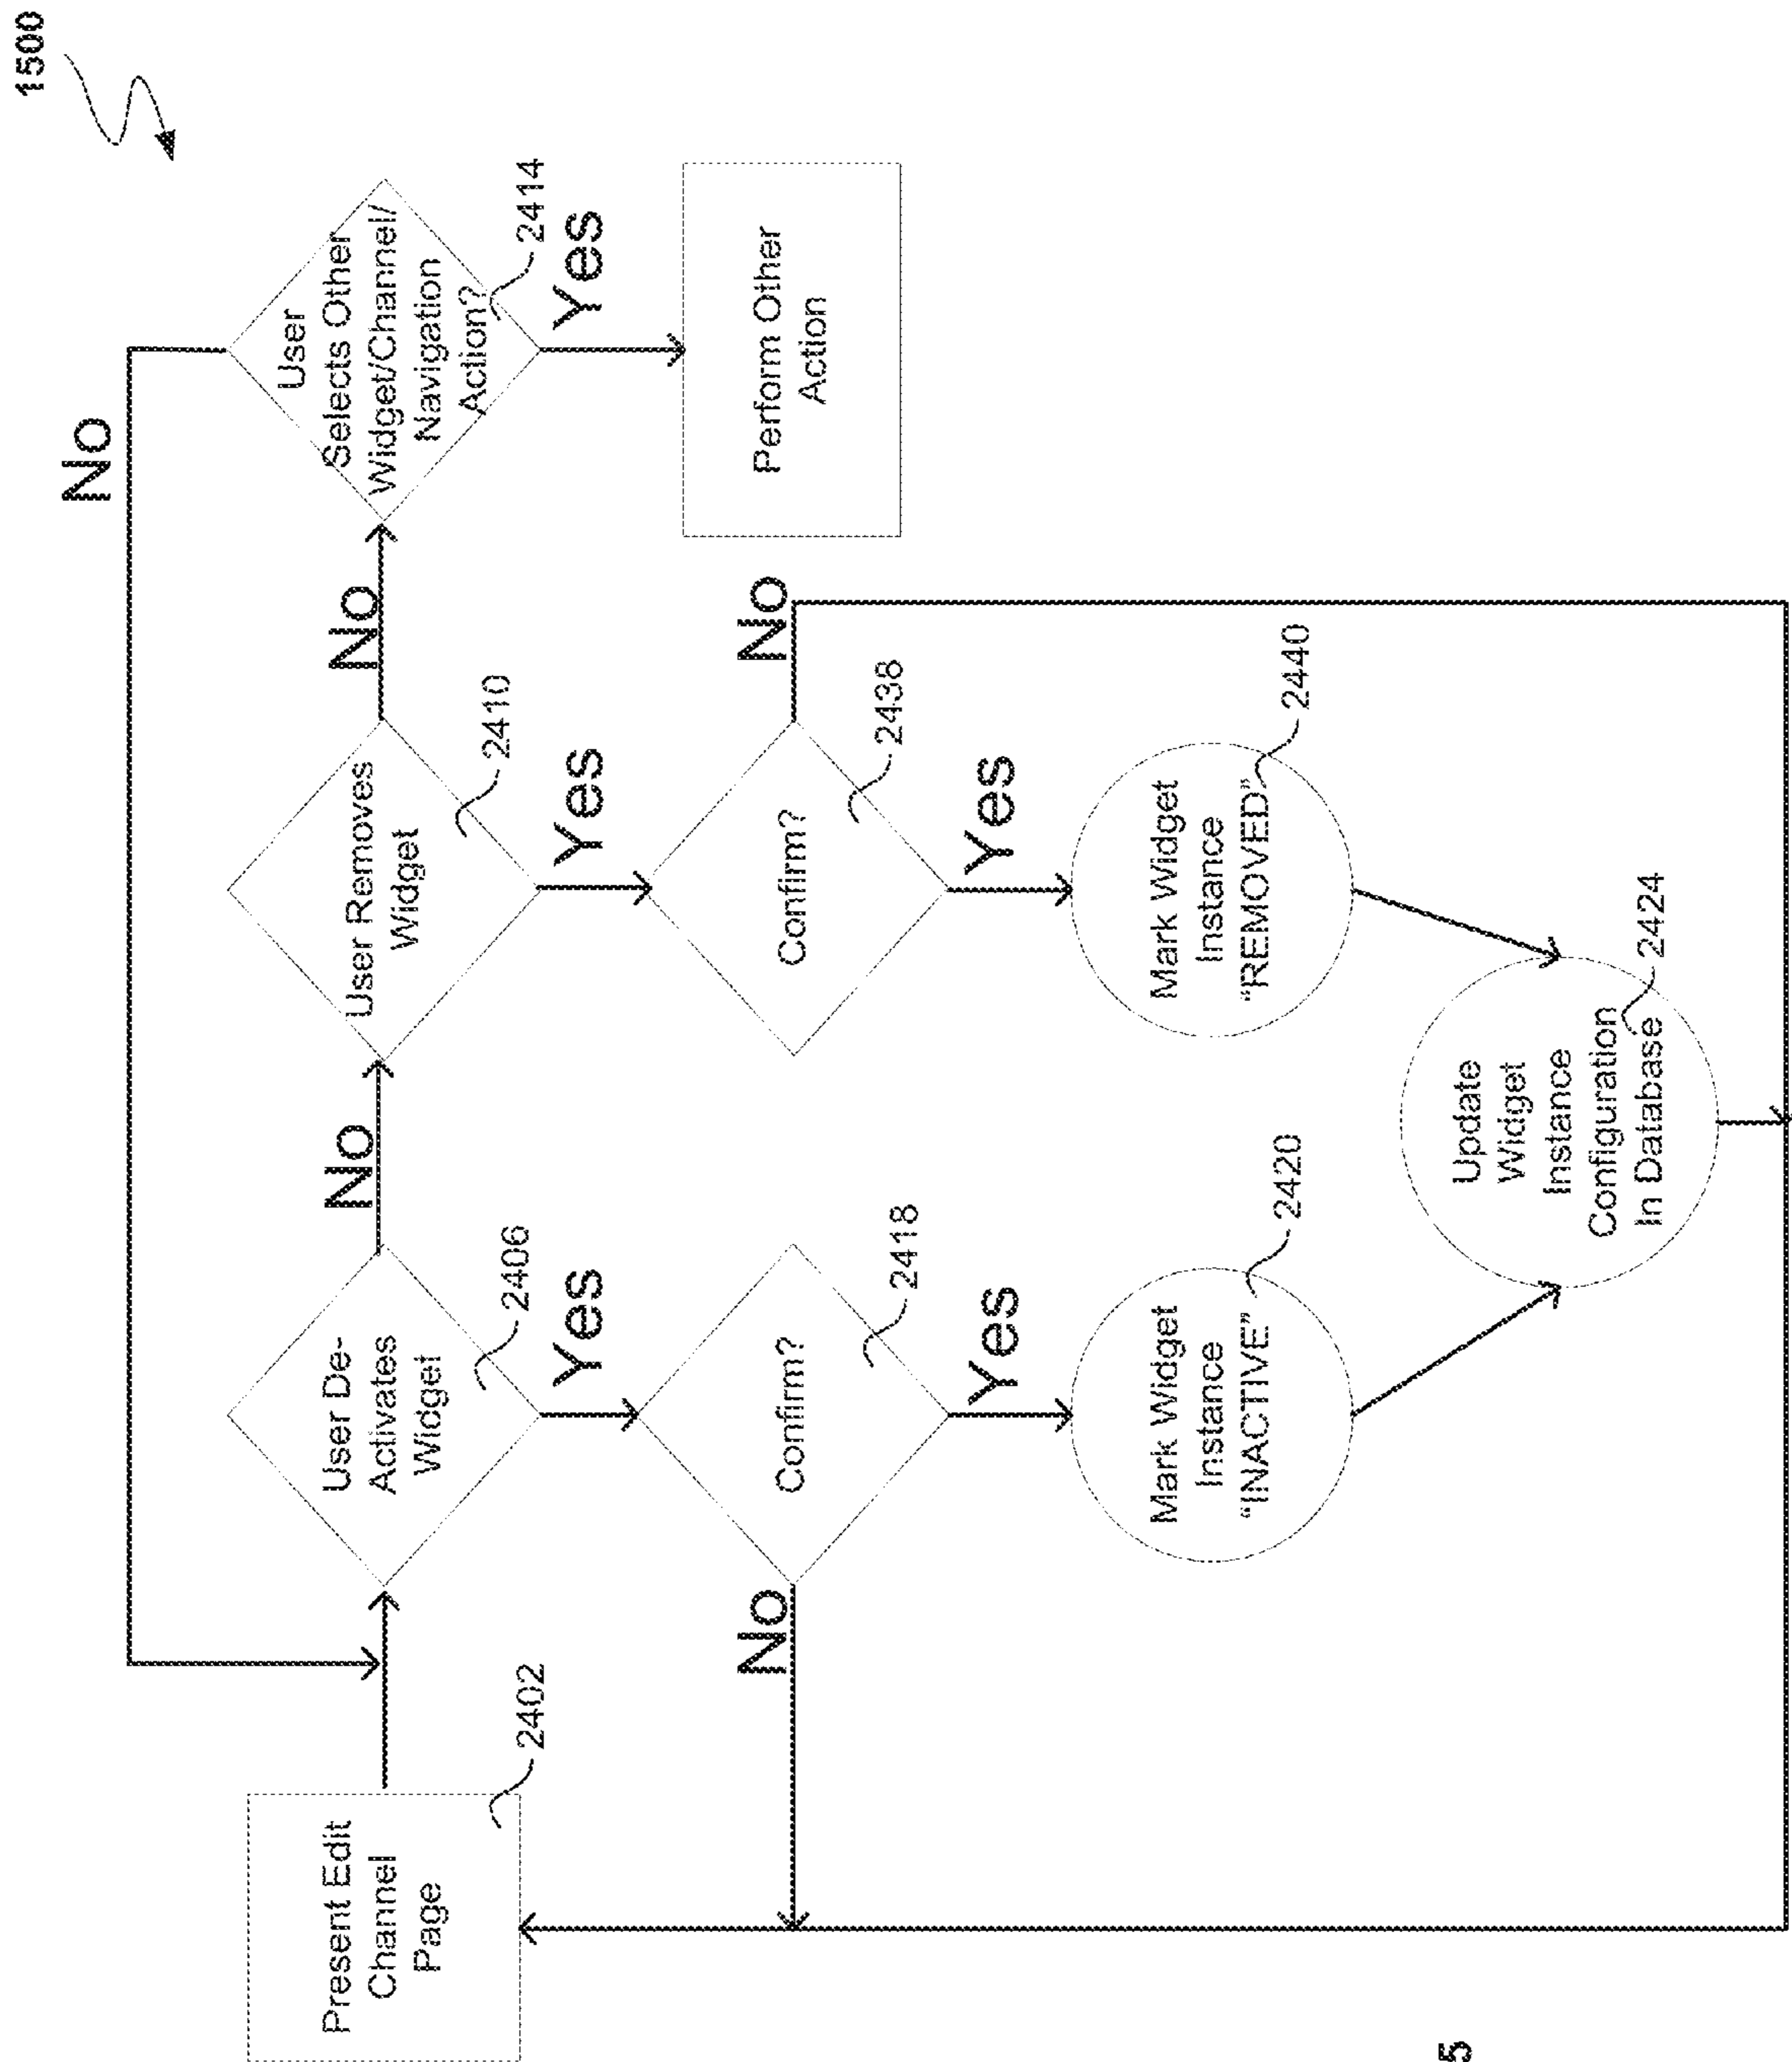 1500
Present Edit
Channel
Page
2402
User De-
Activates
Widget
2406
No
Yes
User Removes
Widget
2410
No
Yes
User
Selects Other
Widget/Channel/
Navigation
Action?
2414
No
Yes
Perform Other
Action
Confirm?
2418
No
Yes
Confirm?
2438
No
Yes
Mark Widget
Instance
“INACTIVE”
2420
Mark Widget
Instance
“REMOVED”
2440
Update
Widget
Instance
Configuration
In Database
2424
5